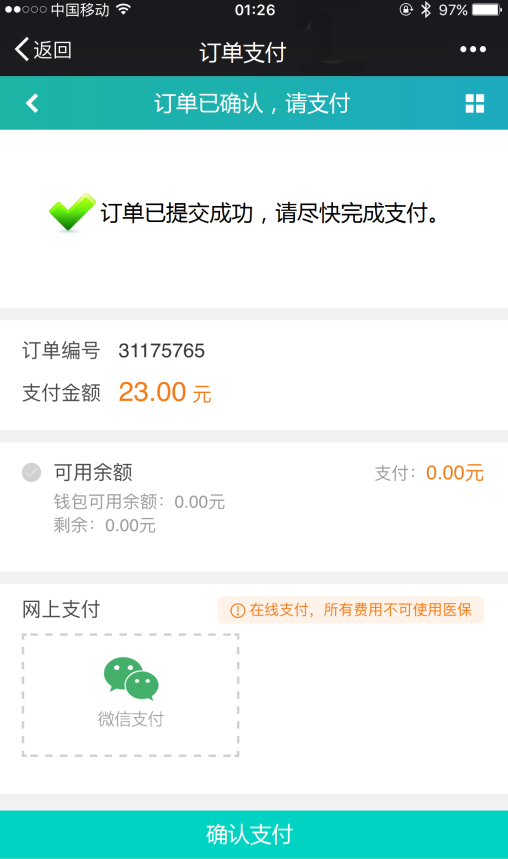 中国移动 01:26 97%
返回 订单支付
订单已确认，请支付
订单已提交成功，请尽快完成支付。
订单编号 31175765
支付金额 23.00 元
可用余额 支付：0.00元
钱包可用余额：0.00元
剩余：0.00元
网上支付 在线支付，所有费用不可使用医保
微信支付
确认支付